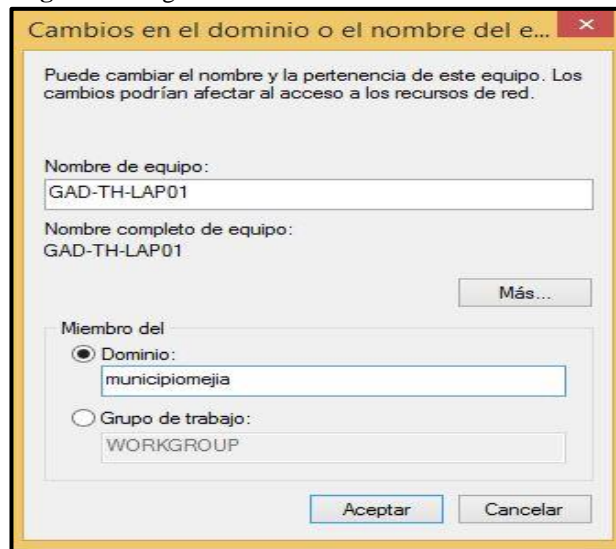 Cambios en el dominio o el nombre del e...
Puede cambiar el nombre y la pertenencia de este equipo. Los
cambios podrían afectar al acceso a los recursos de red.
Nombre de equipo:
GAD-TH-LAP01
Nombre completo de equipo:
GAD-TH-LAP01
Más...
Miembro del
Dominio:
municipiomejia
Grupo de trabajo:
WORKGROUP
Aceptar
Cancelar